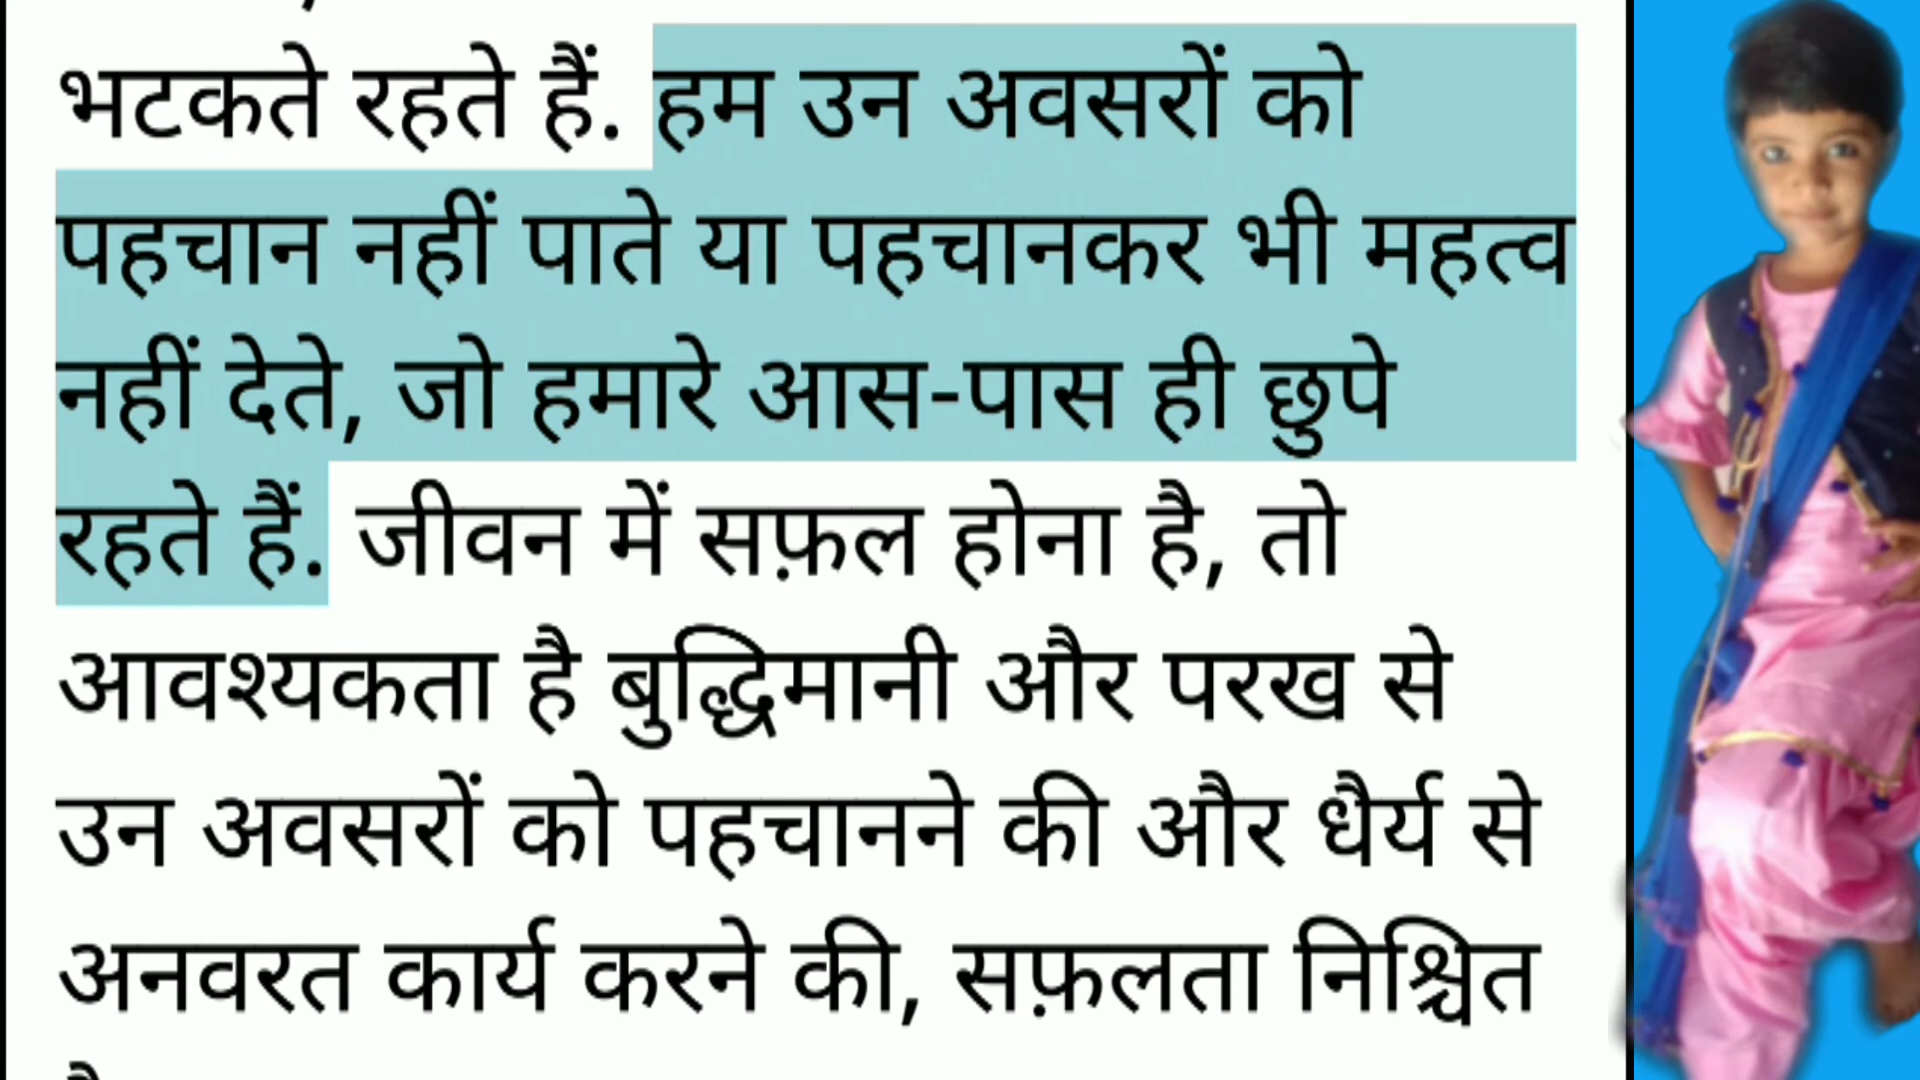 भटकते रहते हैं. हम उन अवसरों को
पहचान नहीं पाते या पहचानकर भी महत्व
नहीं देते, जो हमारे आस-पास ही छुपे
रहते हैं. जीवन में सफ़ल होना है, तो
आवश्यकता है बुद्धिमानी और परख से
उन अवसरों को पहचानने की और धैर्य से
अनवरत कार्य करने की, सफ़लता निश्चित